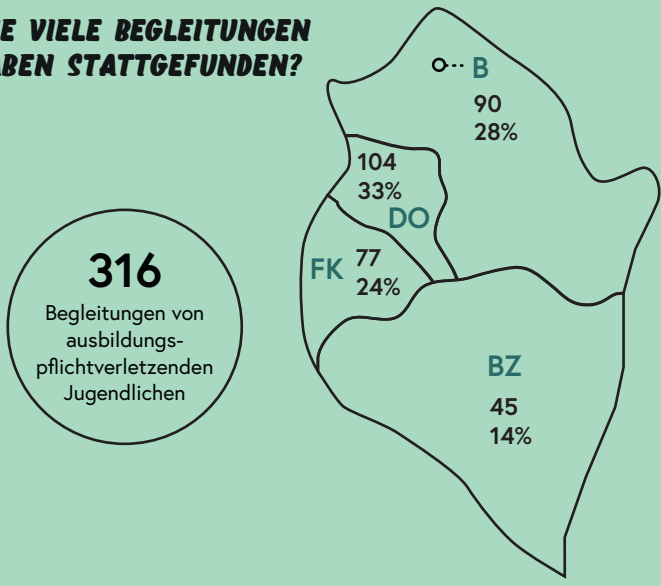 E VIELE BEGLEITUNGEN
ABEN STATTGEFUNDEN?
B
90
28%
104
33%
DO
FK
77
24%
316
Begleitungen von
ausbildungs-
pflichtverletzenden
Jugendlichen
BZ
45
14%